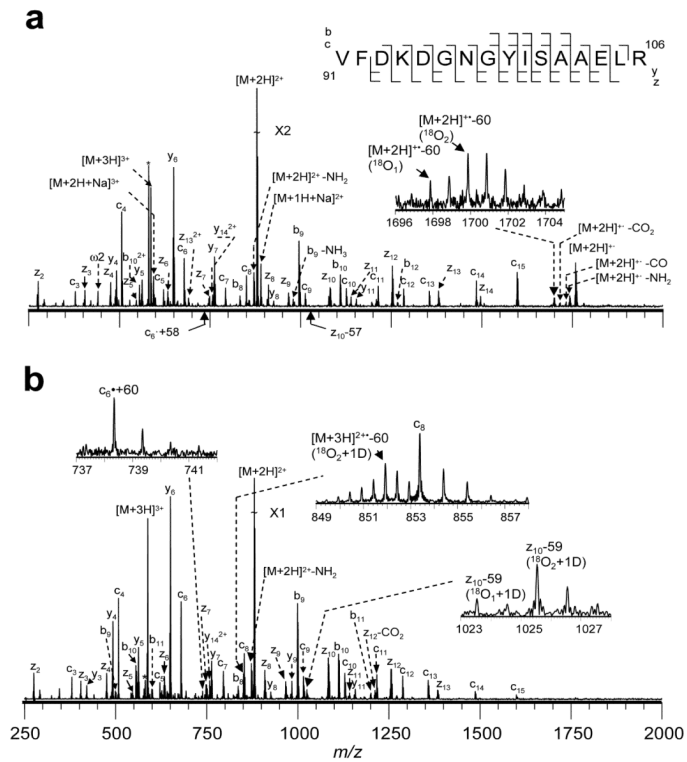 a
b
c
V F D K D G N G Y I S A A E L R
91
106
y
z
[M+2H]²⁺
X2
[M+2H]⁺•-60
(¹⁸O₂)
[M+2H]⁺•-60
(¹⁸O₁)
1696 1698 1700 1702 1704
[M+3H]³⁺
*
[M+2H+Na]³⁺
y₆
[M+2H]²⁺-NH₂
[M+1H+Na]²⁺
[M+2H]⁺•-CO₂
[M+2H]⁺•
[M+2H]⁺•-CO
[M+2H]⁺•-NH₂
z₂ c₃ z₃ ω2 z₄ y₄ c₄ b₁₀²⁺ z₅ y₅ c₅ z₆ c₆ z₁₃²⁺ z₇ y₇ y₁₄²⁺ c₇ b₈ c₈ z₈ y₈ z₉ b₉ b₉-NH₃ c₉ z₁₀ b₁₀ c₁₀ z₁₁ y₁₁ c₁₁ z₁₂ b₁₂ c₁₂ c₁₃ z₁₃ c₁₄ z₁₄ c₁₅
c₆•+58
z₁₀-57
b
c₆•+60
737 739 741
[M+3H]²⁺•-60
(¹⁸O₂+1D)
c₈
849 851 853 855 857
[M+2H]²⁺
X1
y₆
[M+3H]³⁺
[M+2H]²⁺-NH₂
z₁₀-59
(¹⁸O₁+1D)
z₁₀-59
(¹⁸O₂+1D)
1023 1025 1027
z₂ c₃ z₃ y₃ z₄ b₉ y₄ c₄ z₅ b₁₀ y₅ * b₁₁ c₅ z₆ c₆ z₇ y₁₄²⁺ y₇ c₇ b₈ c₈ z₈ y₈ z₉ y₉ b₉ c₉ z₁₀ b₁₀ c₁₀ z₁₁ y₁₁ b₁₁ z₁₂-CO₂ c₁₁ z₁₂ c₁₂ c₁₃ z₁₃ c₁₄ c₁₅
250 500 750 1000 1250 1500 1750 2000
m/z